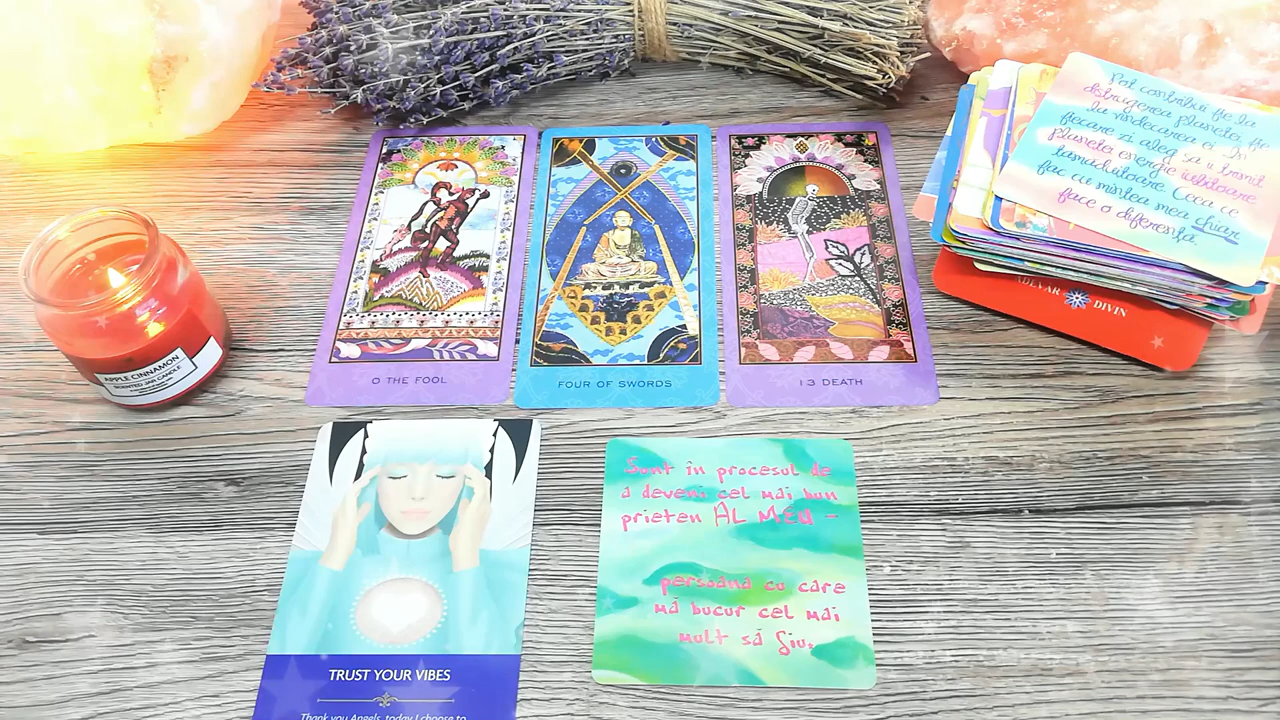 Pot contribui fie la
distrugerea planetei, fie
la vindecarea ei. În
fiecare zi aleg să-i trimit
planetei energie iubitoare
tămăduitoare. Ceea ce
fac cu mintea mea chiar
face o diferență.
ADEVĂR DIVIN
0 THE FOOL
FOUR OF SWORDS
13 DEATH
APPLE CINNAMON
SCENTED JAR CANDLE
Sunt în procesul de
a deveni cel mai bun
prieten AL MEU –
persoana cu care
mă bucur cel mai
mult să fiu.
TRUST YOUR VIBES
Thank you Angels, today I choose to